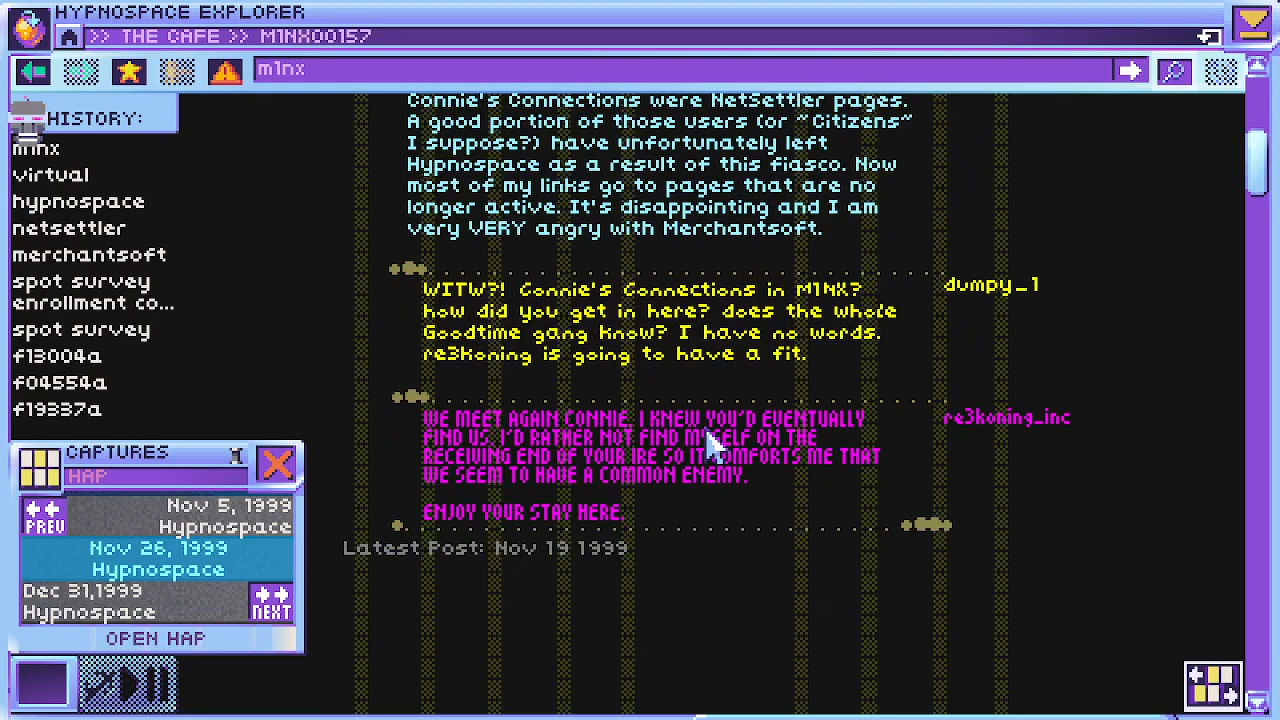 HYPNOSPACE EXPLORER
>> THE CAFE >> M1NX00157
m1nx
HISTORY:
m1nx
virtual
hypnospace
netsettler
merchantsoft
spot survey
enrollment co...
spot survey
f13004a
f04554a
f19337a
Connie's Connections were NetSettler pages.
A good portion of those users (or ~Citizens~
I suppose?) have unfortunately left
Hypnospace as a result of this fiasco. Now
most of my links go to pages that are no
longer active. It's disappointing and I am
very VERY angry with Merchantsoft.
WITW?! Connie's Connections in M1NX?
how did you get in here? does the whole
Goodtime gang know? I have no words.
re3koning is going to have a fit.
dumpy_1
WE MEET AGAIN CONNIE. I KNEW YOU'D EVENTUALLY
FIND US. I'D RATHER NOT FIND MYSELF ON THE
RECEIVING END OF YOUR IRE SO IT COMFORTS ME THAT
WE SEEM TO HAVE A COMMON ENEMY.
ENJOY YOUR STAY HERE.
re3koning_inc
Latest Post: Nov 19 1999
CAPTURES
HAP
PREV
Nov 5, 1999
Hypnospace
Nov 26, 1999
Hypnospace
Dec 31,1999
Hypnospace
NEXT
OPEN HAP